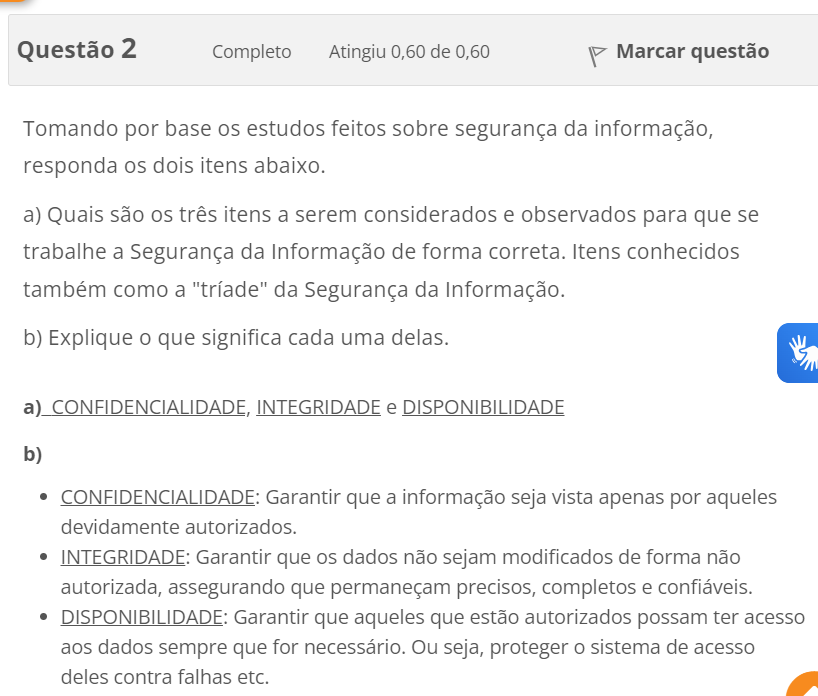 Questão 2 Completo Atingiu 0,60 de 0,60 Marcar questão
Tomando por base os estudos feitos sobre segurança da informação,
responda os dois itens abaixo.
a) Quais são os três itens a serem considerados e observados para que se
trabalhe a Segurança da Informação de forma correta. Itens conhecidos
também como a "tríade" da Segurança da Informação.
b) Explique o que significa cada uma delas.
a) CONFIDENCIALIDADE, INTEGRIDADE e DISPONIBILIDADE
b)
• CONFIDENCIALIDADE: Garantir que a informação seja vista apenas por aqueles
devidamente autorizados.
• INTEGRIDADE: Garantir que os dados não sejam modificados de forma não
autorizada, assegurando que permaneçam precisos, completos e confiáveis.
• DISPONIBILIDADE: Garantir que aqueles que estão autorizados possam ter acesso
aos dados sempre que for necessário. Ou seja, proteger o sistema de acesso
deles contra falhas etc.